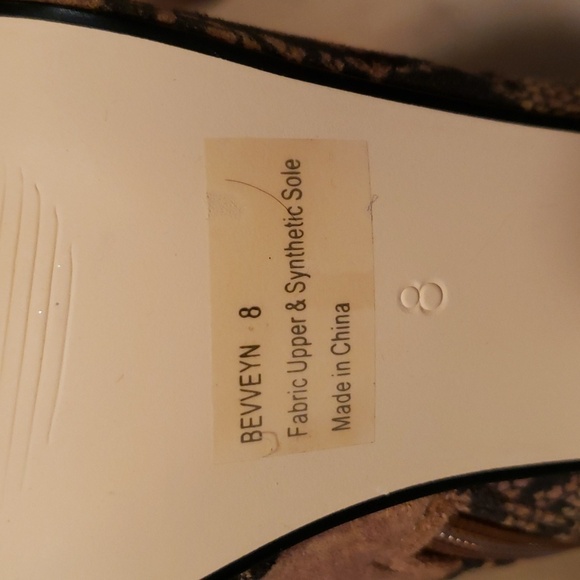 BEVVEYN 8
Fabric Upper & Synthetic Sole
Made in China
8